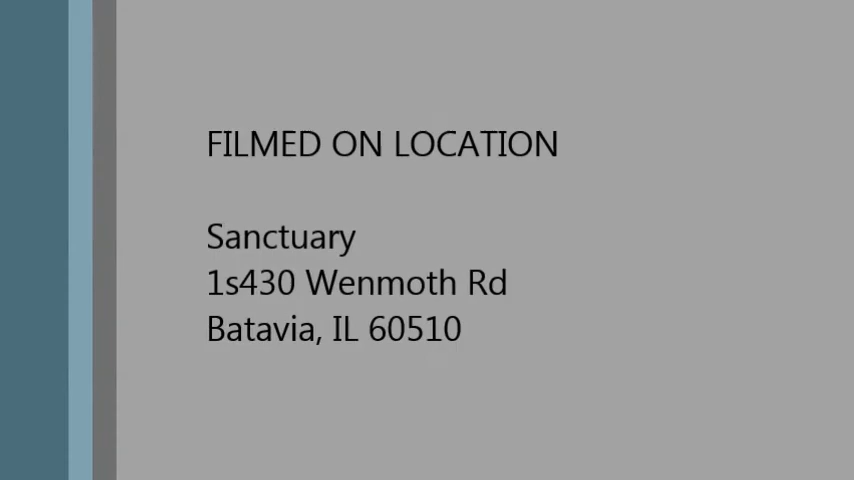 FILMED ON LOCATION
Sanctuary
1s430 Wenmoth Rd
Batavia, IL 60510